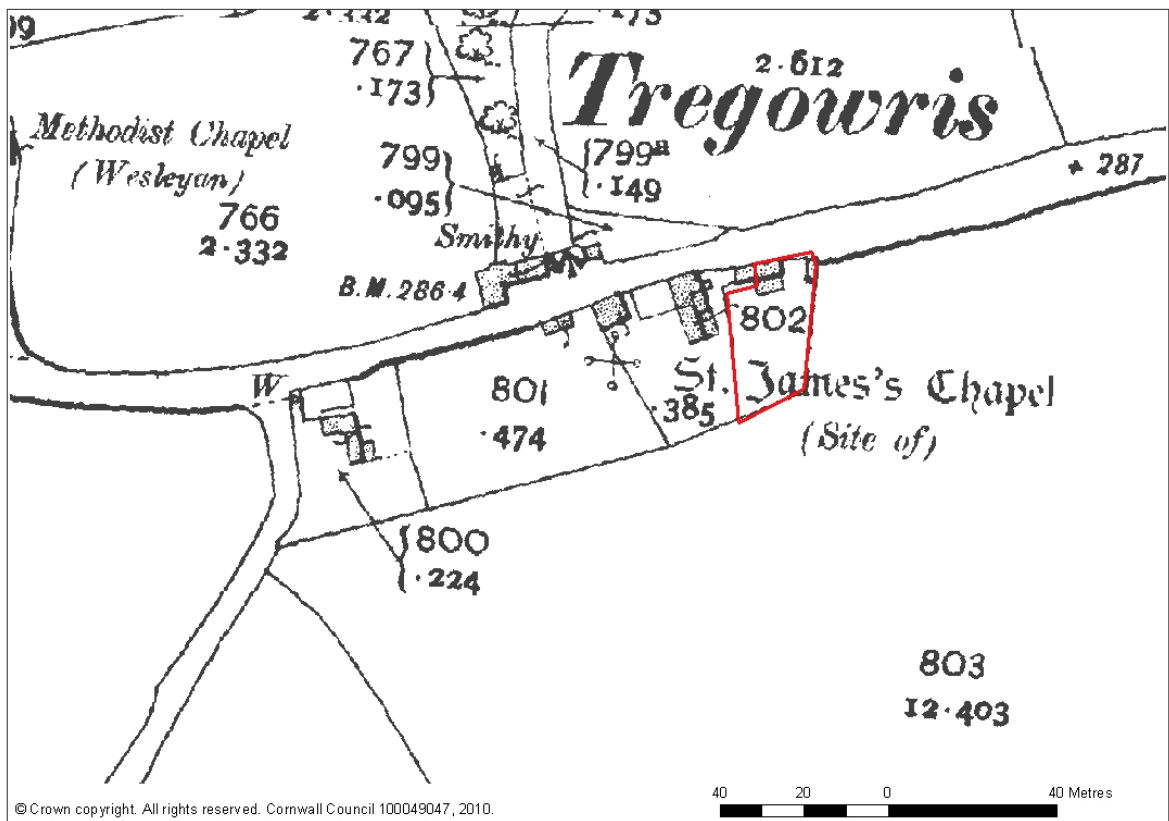 2.332
767
.173
Tregowris
2.612
Methodist Chapel
(Wesleyan)
766
2.332
799
.095
799a
.149
+ 287
Smithy
B.M. 286.4
802
.385
St. James's Chapel
(Site of)
W
801
.474
800
.224
803
12.403
40 20 0 40 Metres
© Crown copyright. All rights reserved. Cornwall Council 100049047, 2010.